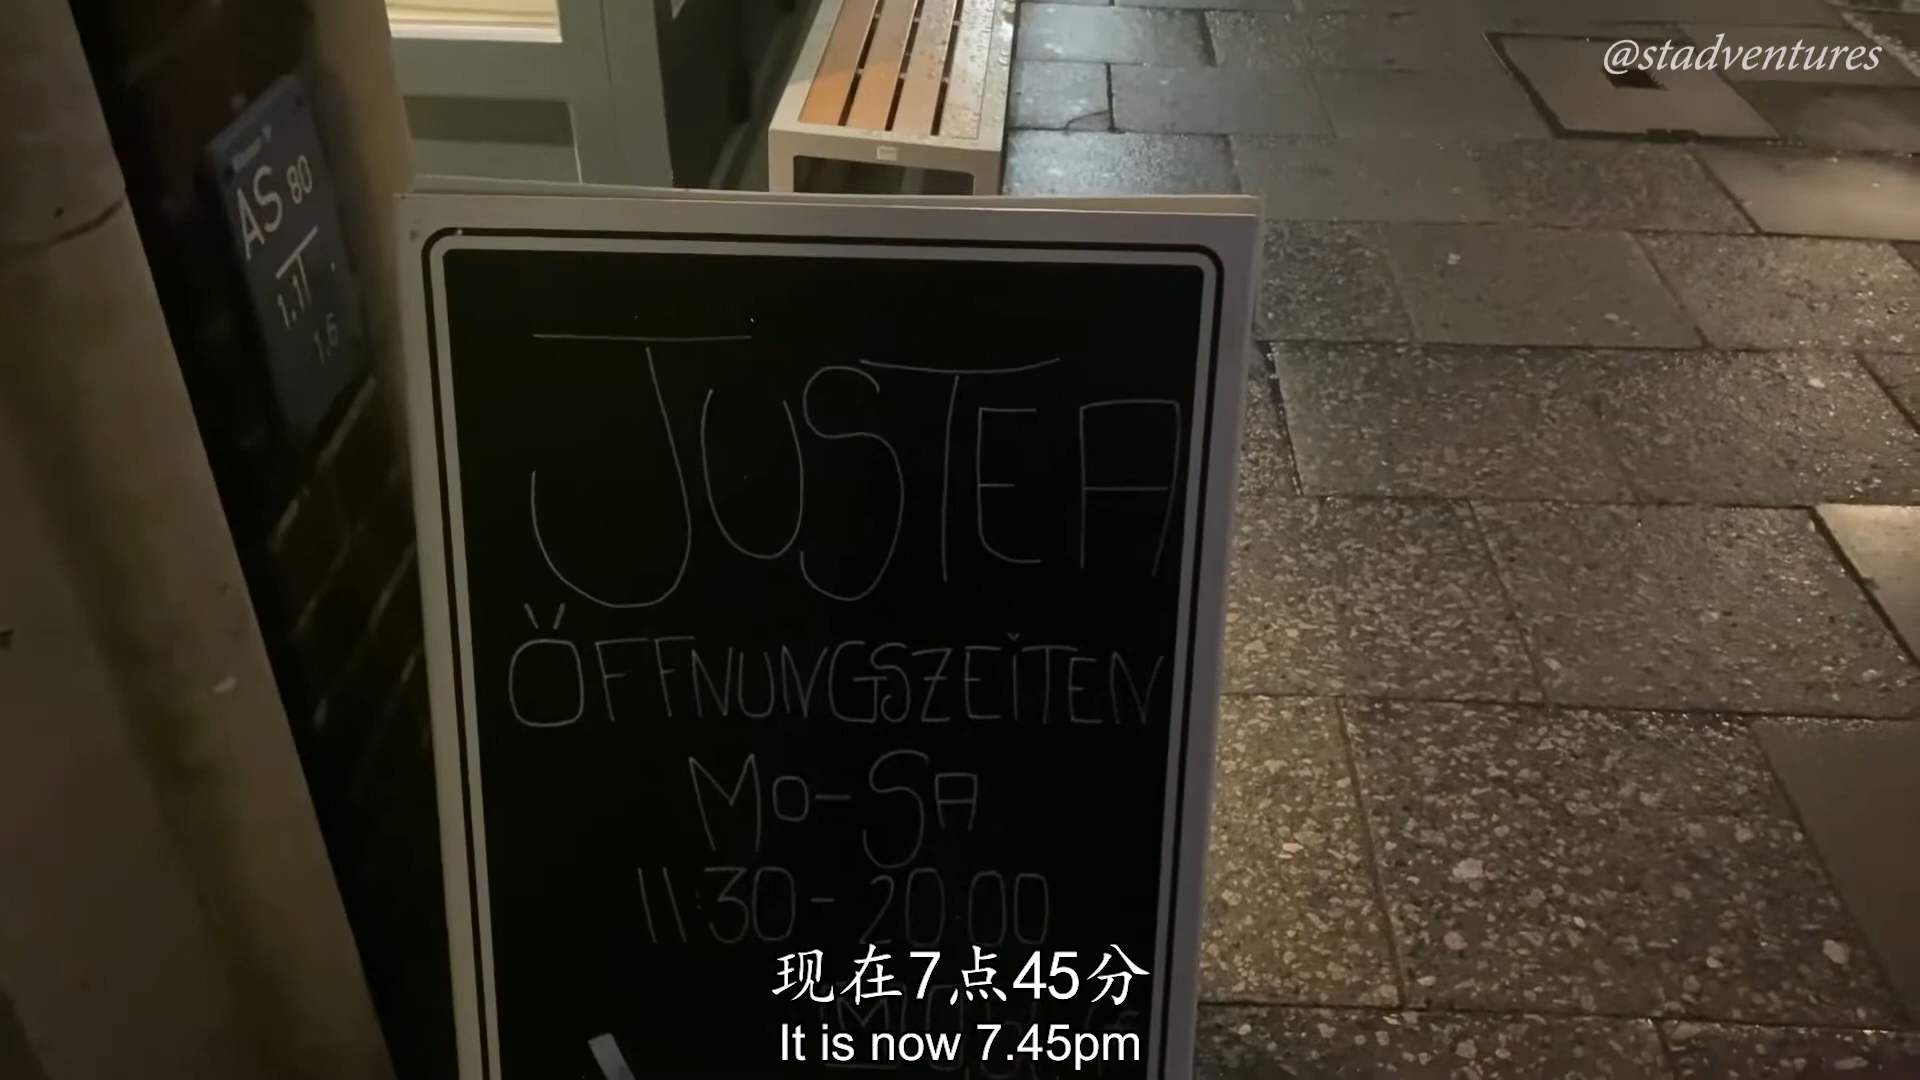 @stadventures
AS 80
1.1
1.6
JUSTEA
ÖFFNUNGSZEITEN
Mo-SA
11:30-20:00
现在7点45分
It is now 7.45pm